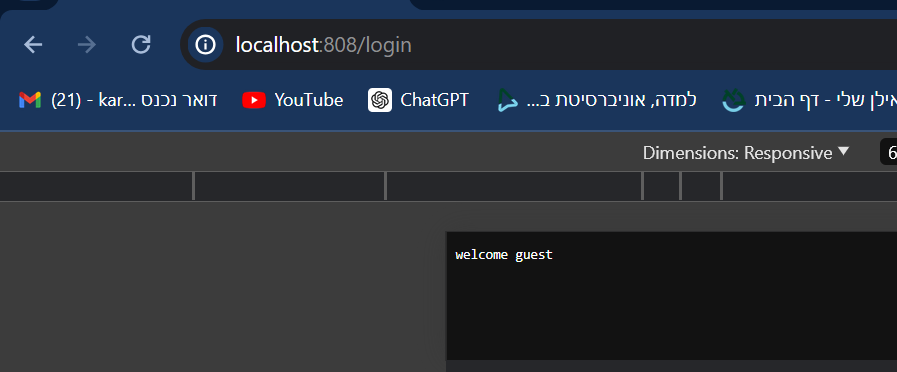 localhost:808/login
דואר נכנס (21) - kar... YouTube ChatGPT למדה, אוניברסיטת ב... אילן שלי - דף הבית
Dimensions: Responsive 6
welcome guest